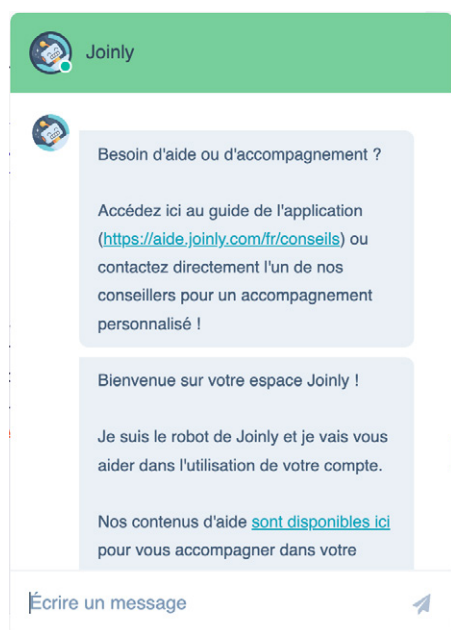 Joinly
Besoin d'aide ou d'accompagnement ?
Accédez ici au guide de l'application
(https://aide.joinly.com/fr/conseils) ou
contactez directement l'un de nos
conseillers pour un accompagnement
personnalisé !
Bienvenue sur votre espace Joinly !
Je suis le robot de Joinly et je vais vous
aider dans l'utilisation de votre compte.
Nos contenus d'aide sont disponibles ici
pour vous accompagner dans votre
Écrire un message